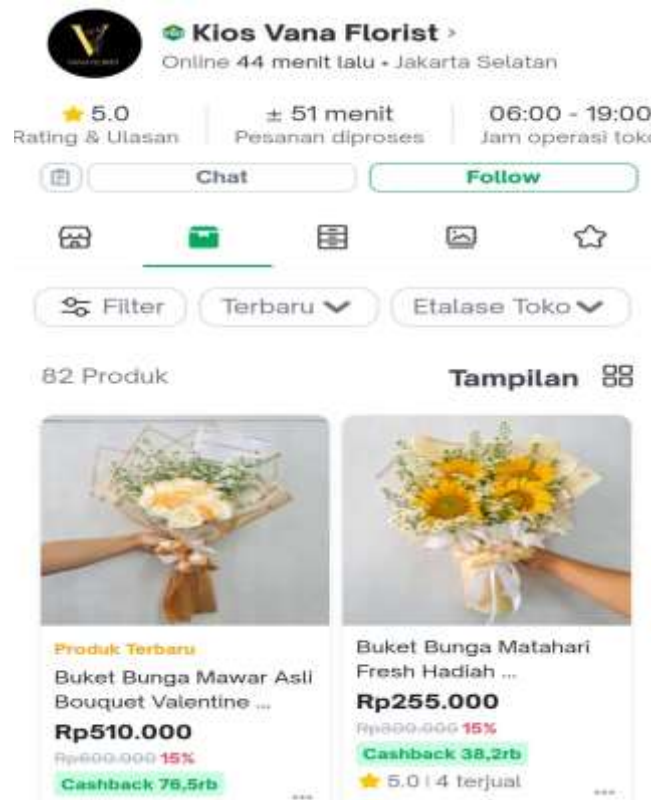 Kios Vana Florist
Online 44 menit lalu • Jakarta Selatan
5.0
Rating & Ulasan
± 51 menit
Pesanan diproses
06:00 - 19:00
Jam operasi toko
Chat
Follow
Filter
Terbaru
Etalase Toko
82 Produk
Tampilan
Produk Terbaru
Buket Bunga Mawar Asli
Bouquet Valentine ...
Rp510.000
Rp600.000 15%
Cashback 76,5rb
Buket Bunga Matahari
Fresh Hadiah ...
Rp255.000
Rp300.000 15%
Cashback 38,2rb
5.0 | 4 terjual